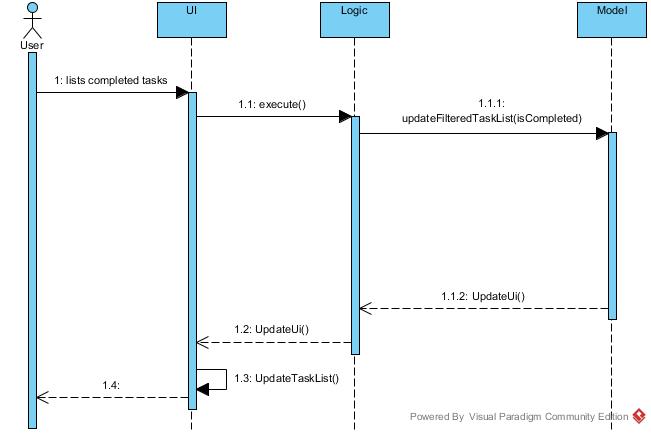 UI
Logic
Model
User
1: lists completed tasks
1.1: execute()
1.1.1:
updateFilteredTaskList(isCompleted)
1.1.2: UpdateUi()
1.2: UpdateUi()
1.3: UpdateTaskList()
1.4:
Powered By Visual Paradigm Community Edition